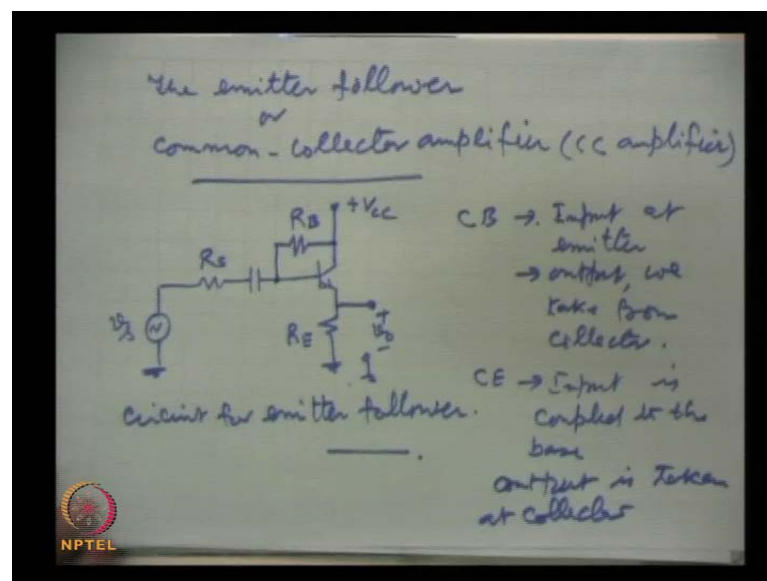 The emitter follower
or
common-collector amplifier (CC amplifier)
+VCC
RB
RS
vs
RE
+
vo
-
circuit for emitter follower.
CB → Input at
emitter
→ output, we
take from
collector.
CE → Input is
coupled to the
base
output is Taken
at collector
NPTEL